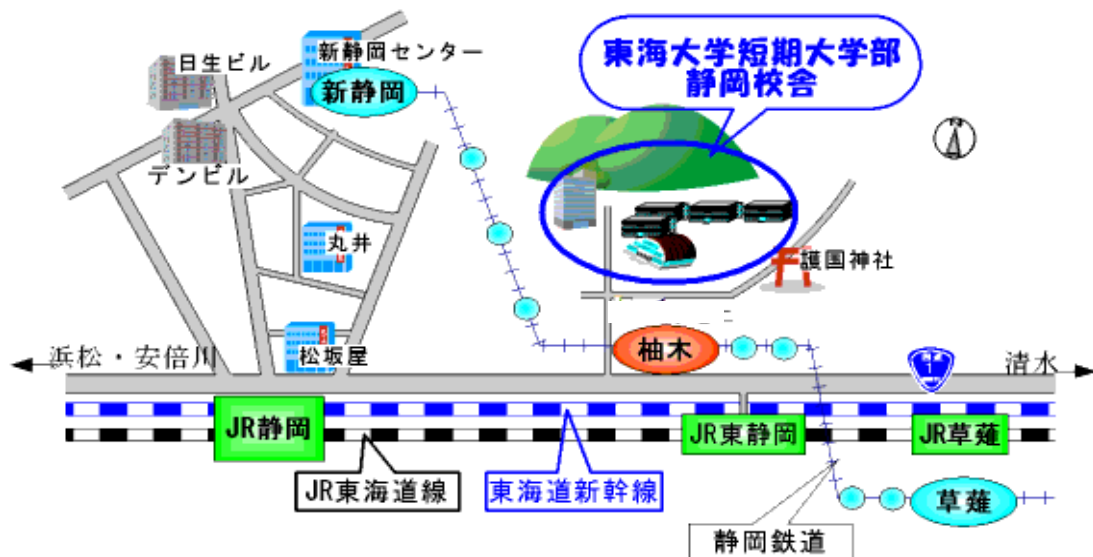 日生ビル
新静岡センター
新静岡
デンビル
東海大学短期大学部
静岡校舎
N
丸井
護国神社
松坂屋
柚木
浜松・安倍川
1
清水
JR静岡
JR東静岡
JR草薙
JR東海道線
東海道新幹線
草薙
静岡鉄道